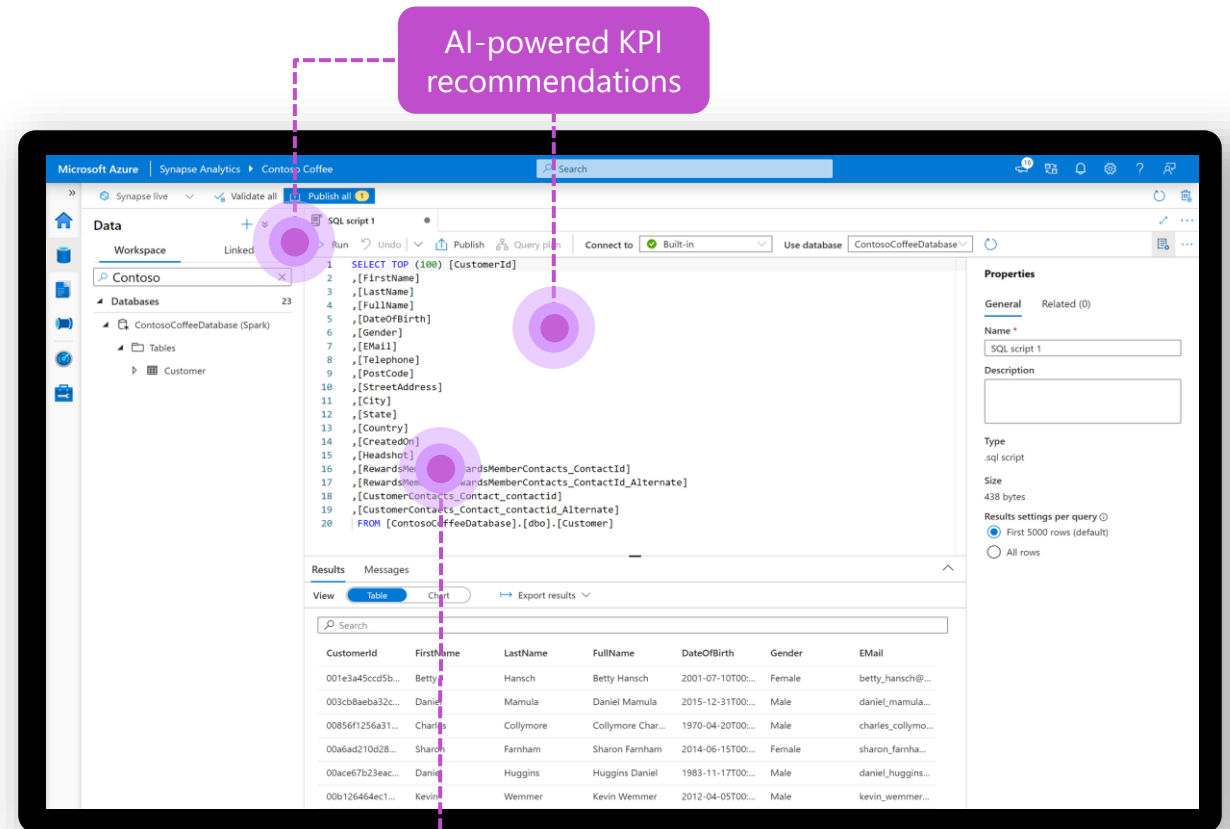 AI-powered KPI
recommendations
Microsoft Azure Synapse Analytics Contoso Coffee Search 16
Synapse live Validate all Publish all 1
Data
Workspace Linked
Contoso
Databases 23
ContosoCoffeeDatabase (Spark)
Tables
Customer
SQL script 1
Run Undo Publish Query plan Connect to Built-in Use database ContosoCoffeeDatabase
1 SELECT TOP (100) [CustomerId]
2 ,[FirstName]
3 ,[LastName]
4 ,[FullName]
5 ,[DateOfBirth]
6 ,[Gender]
7 ,[EMail]
8 ,[Telephone]
9 ,[PostCode]
10 ,[StreetAddress]
11 ,[City]
12 ,[State]
13 ,[Country]
14 ,[CreatedOn]
15 ,[Headshot]
16
17
18 ,[CustomerContacts_Contact_contactid]
19 ,[CustomerContacts_Contact_contactid_Alternate]
20 FROM [ContosoCoffeeDatabase].[dbo].[Customer]
Results Messages
View Table Chart Export results
Search
CustomerId FirstName LastName FullName DateOfBirth Gender EMail
001e3a45ccd5b... Betty Hansch Betty Hansch 2001-07-10T00:... Female betty_hansch@...
003cb8aeba32c... Daniel Mamula Daniel Mamula 2015-12-31T00:... Male daniel_mamula...
00856f1256a31... Charles Collymore Collymore Char... 1970-04-20T00:... Male charles_collymo...
00a6ad210d28... Sharon Farnham Sharon Farnham 2014-06-15T00:... Female sharon_farnha...
00ace67b23eac... Daniel Huggins Huggins Daniel 1983-11-17T00:... Male daniel_huggins...
00b126464ec1... Kevin Wemmer Kevin Wemmer 2012-04-05T00:... Male kevin_wemmer...
Properties
General Related (0)
Name *
SQL script 1
Description
Type
.sql script
Size
438 bytes
Results settings per query
First 5000 rows (default)
All rows